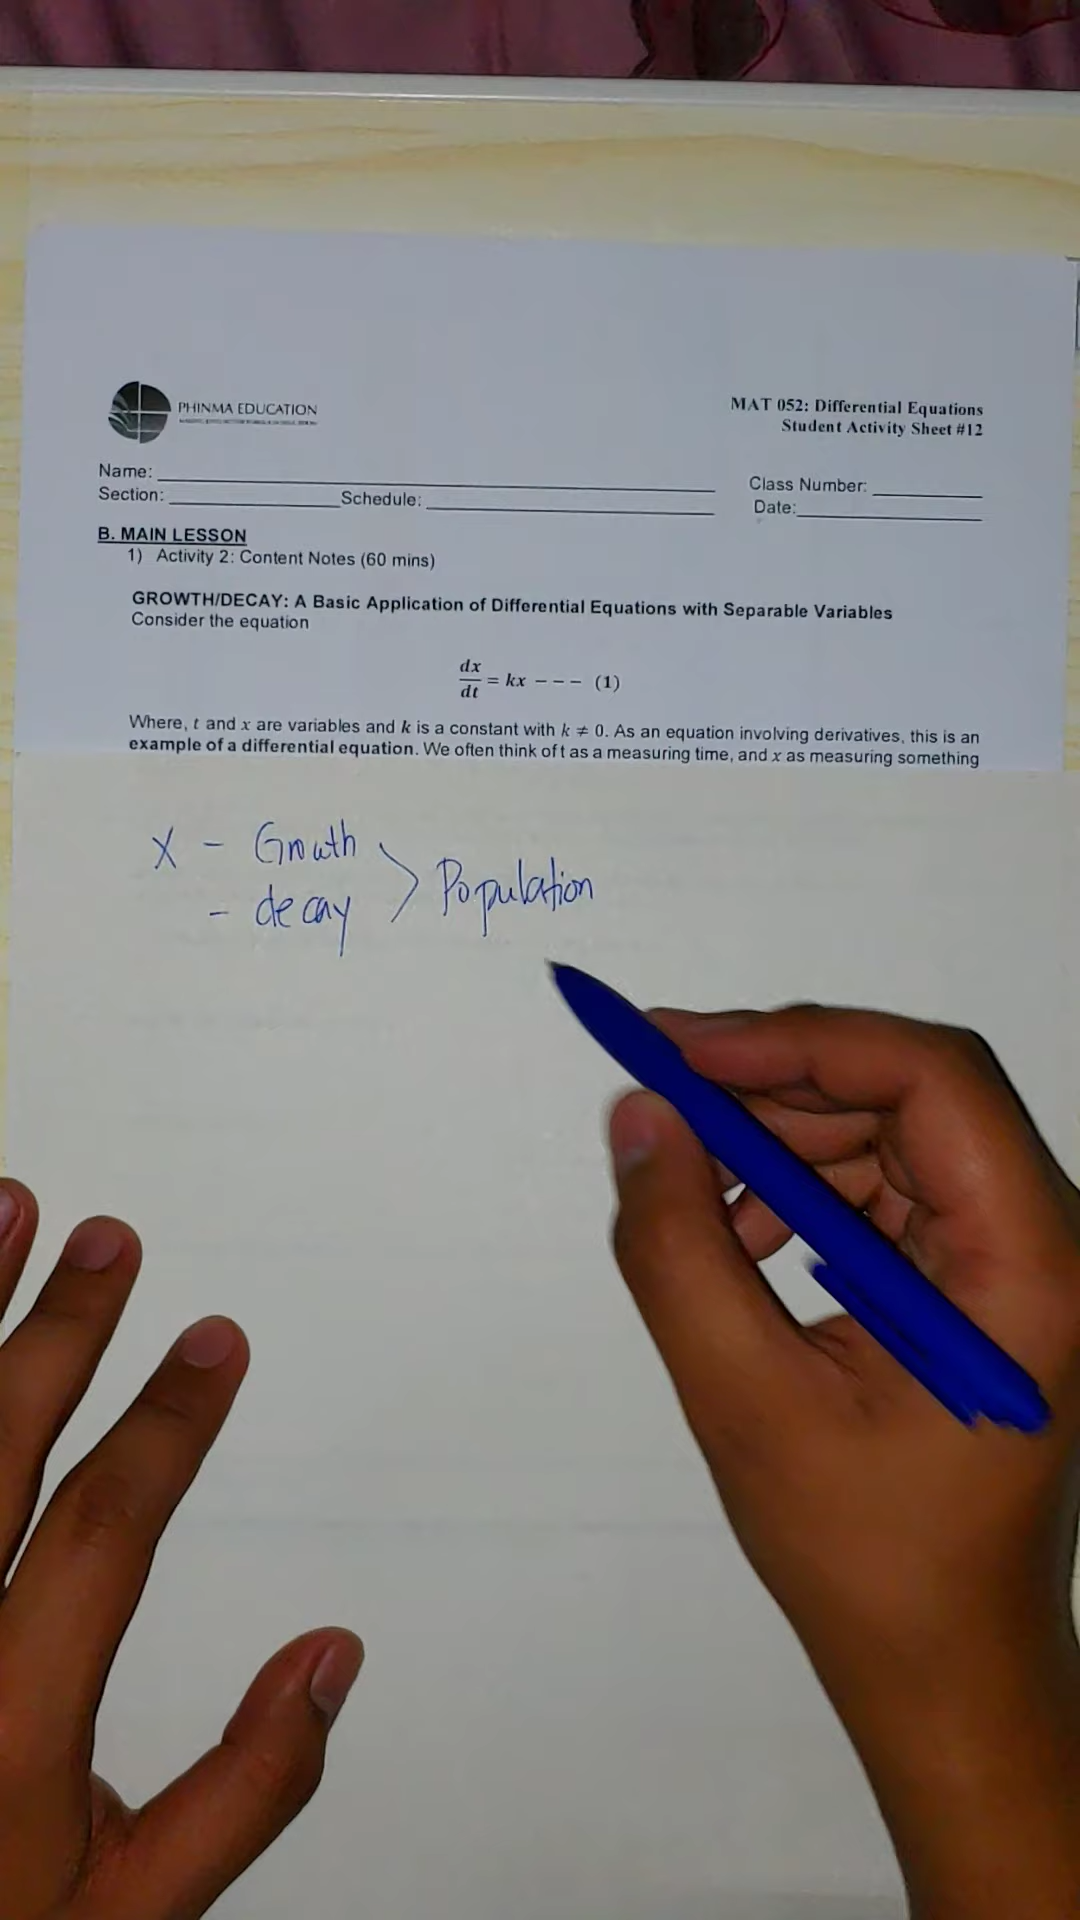 PHINMA EDUCATION
MAT 052: Differential Equations
Student Activity Sheet #12
Name:
Section: Schedule:
Class Number:
Date:
B. MAIN LESSON
1) Activity 2: Content Notes (60 mins)
GROWTH/DECAY: A Basic Application of Differential Equations with Separable Variables
Consider the equation
dx/dt = kx − − − (1)
Where, t and x are variables and k is a constant with k ≠ 0. As an equation involving derivatives, this is an
example of a differential equation. We often think of t as a measuring time, and x as measuring something
x - Growth
- decay > Population